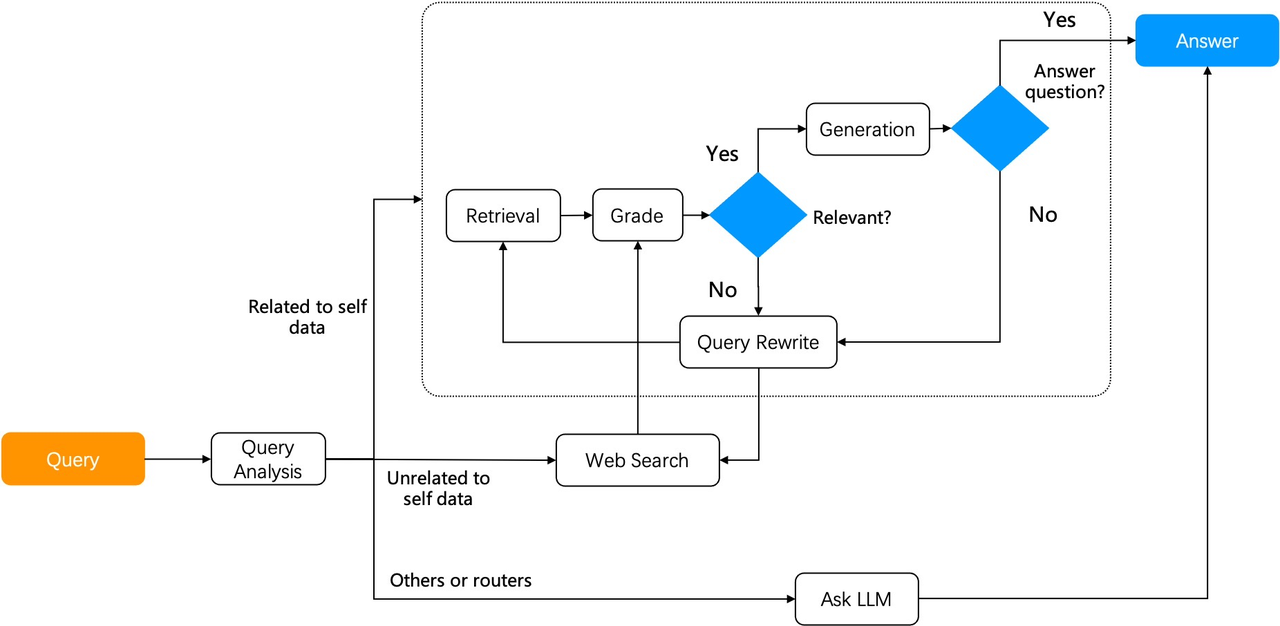 Yes
Answer
Answer
question?
Generation
Yes
Retrieval
Grade
Relevant?
No
No
Related to self
data
Query Rewrite
Query
Query
Analysis
Web Search
Unrelated to
self data
Others or routers
Ask LLM